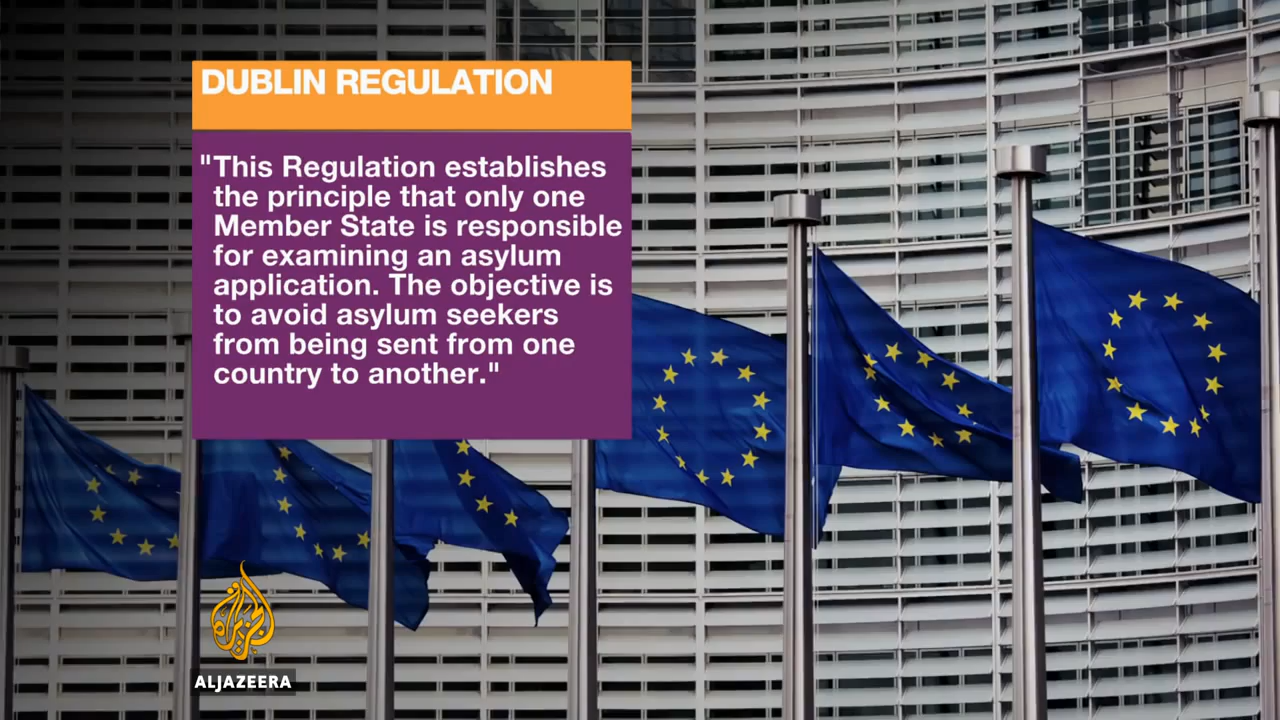 DUBLIN REGULATION
"This Regulation establishes
the principle that only one
Member State is responsible
for examining an asylum
application. The objective is
to avoid asylum seekers
from being sent from one
country to another."
الجزيرة
ALJAZEERA